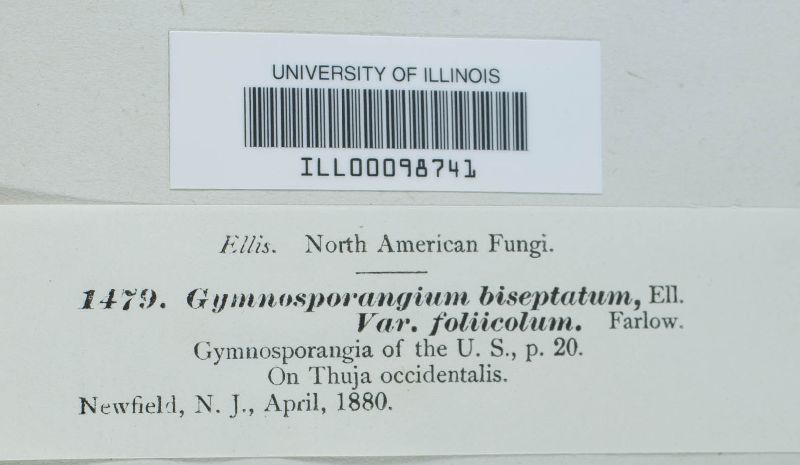 UNIVERSITY OF ILLINOIS
ILL00098741
Ellis. North American Fungi.
1479. Gymnosporangium biseptatum, Ell.
Var. foliicolum. Farlow.
Gymnosporangia of the U. S., p. 20.
On Thuja occidentalis.
Newfield, N. J., April, 1880.